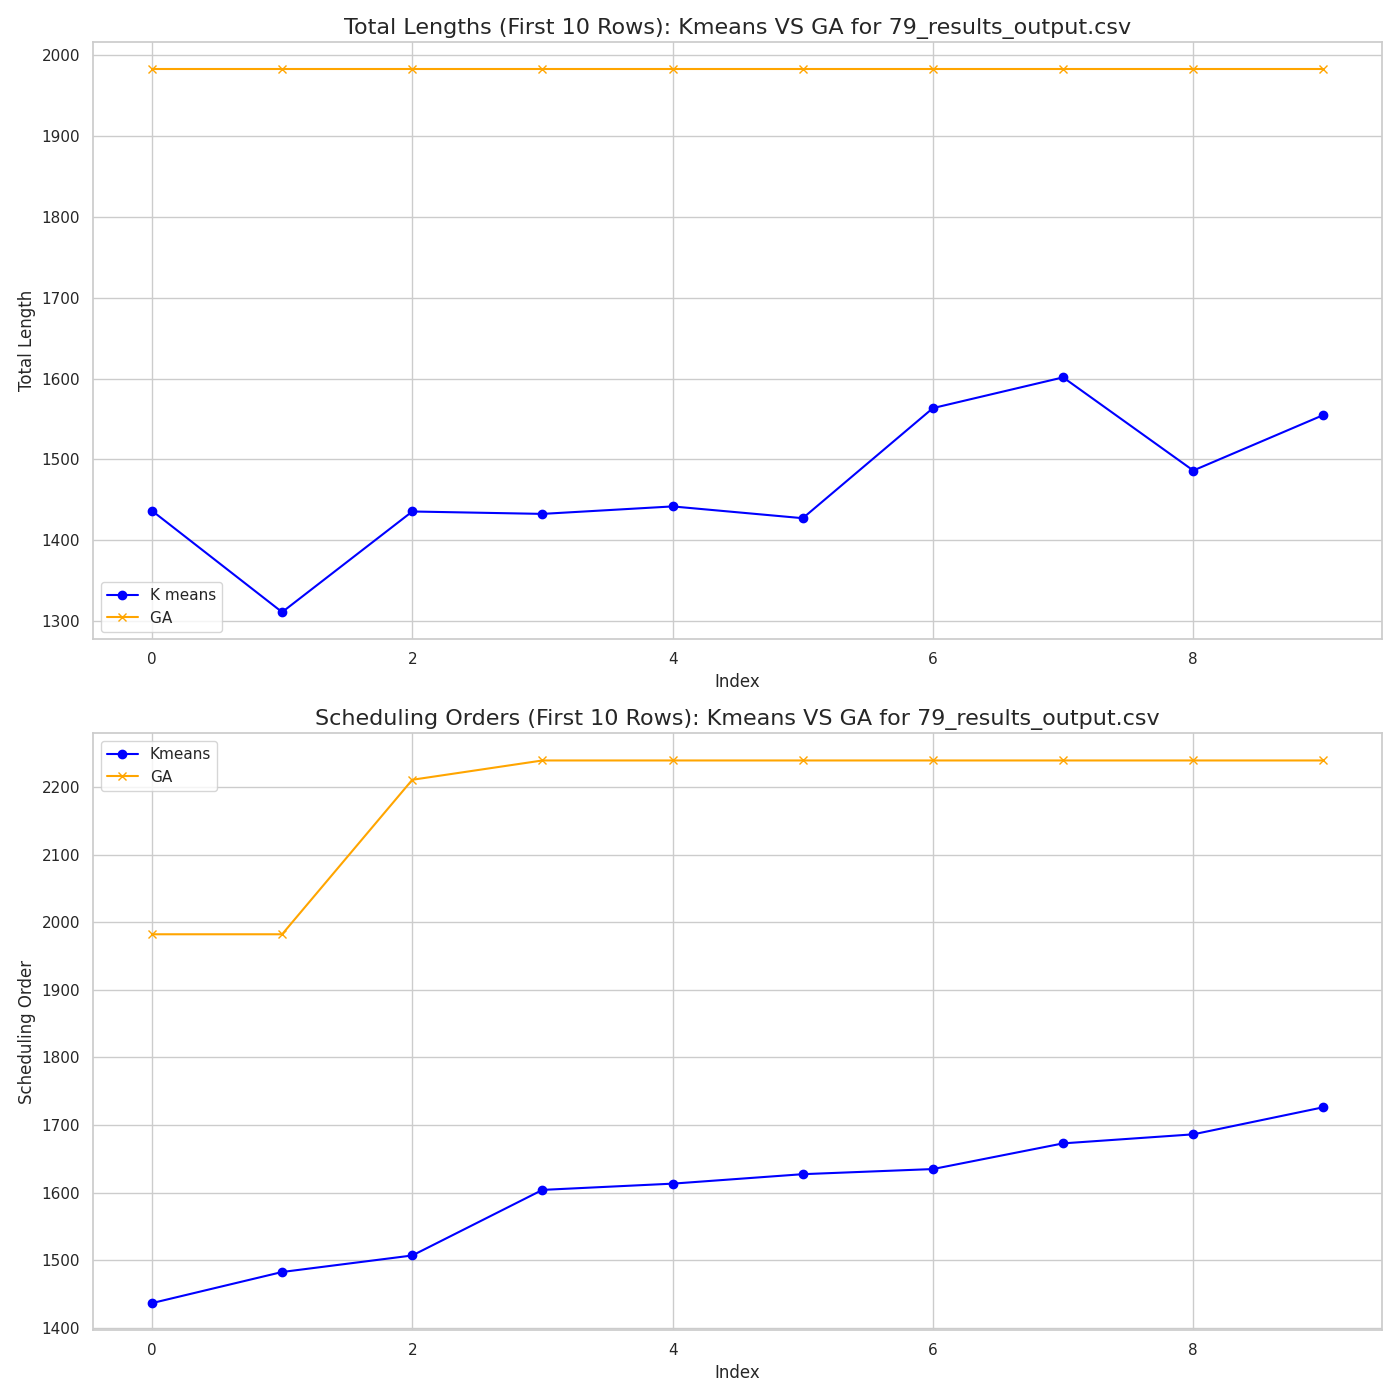 Total Lengths (First 10 Rows): Kmeans VS GA for 79_results_output.csv
Total Length
2000
1900
1800
1700
1600
1500
1400
1300
K means
GA
0 2 4 6 8
Index
Scheduling Orders (First 10 Rows): Kmeans VS GA for 79_results_output.csv
Scheduling Order
Kmeans
GA
2200
2100
2000
1900
1800
1700
1600
1500
1400
0 2 4 6 8
Index